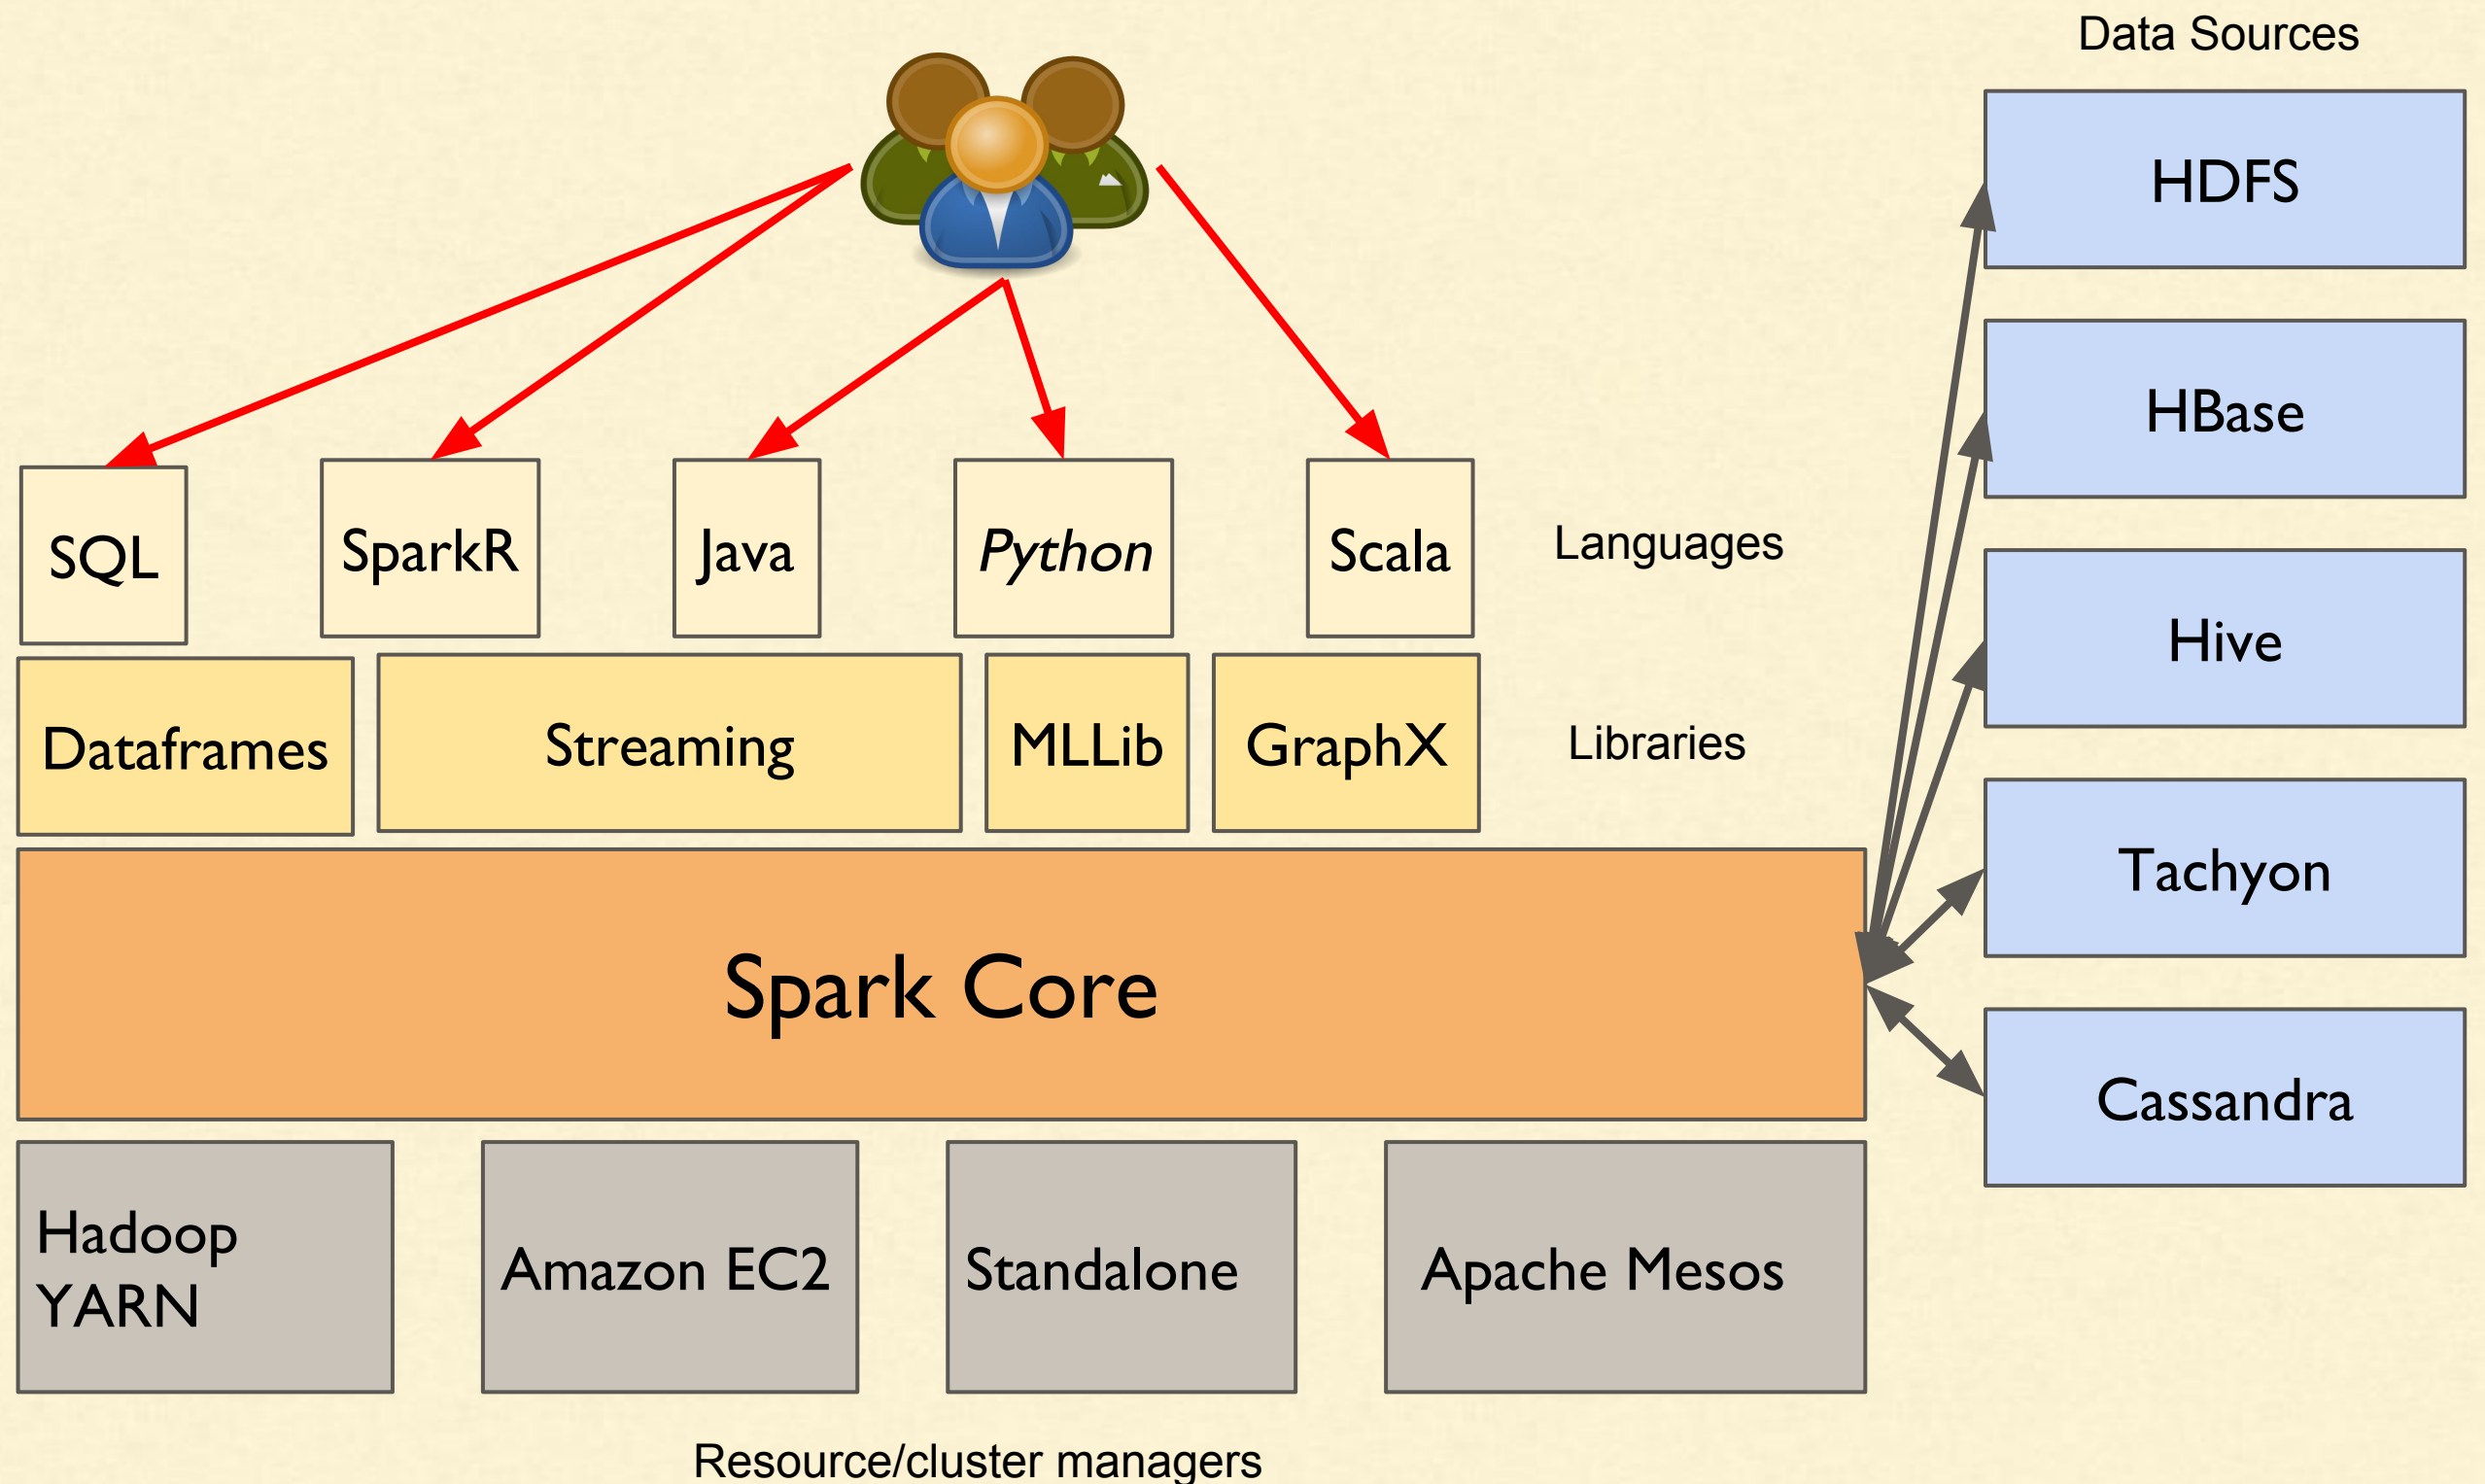 Data Sources
HDFS
HBase
Hive
Tachyon
Cassandra
SQL
SparkR
Java
Python
Scala
Languages
Dataframes
Streaming
MLLib
GraphX
Libraries
Spark Core
Hadoop
YARN
Amazon EC2
Standalone
Apache Mesos
Resource/cluster managers